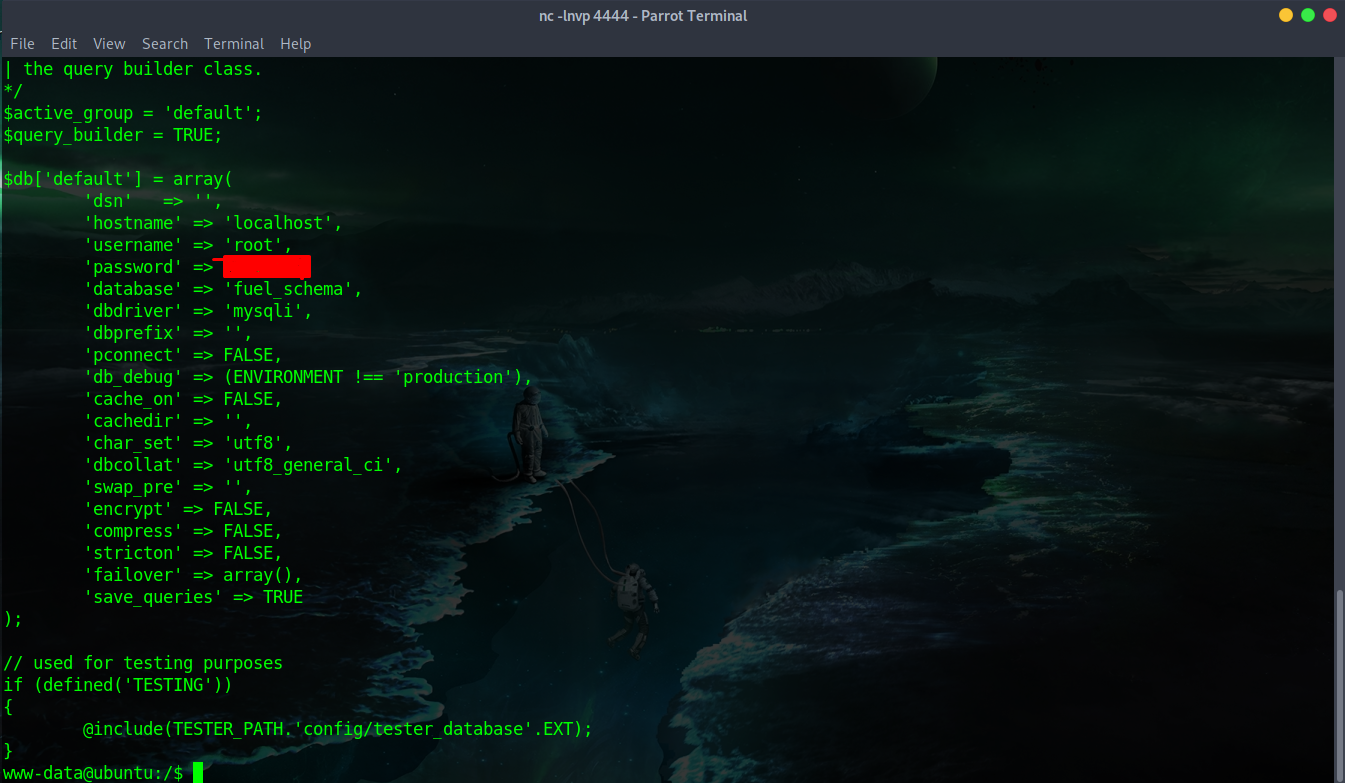 nc -lnvp 4444 - Parrot Terminal
File Edit View Search Terminal Help
| the query builder class.
*/
$active_group = 'default';
$query_builder = TRUE;
$db['default'] = array(
'dsn' => '',
'hostname' => 'localhost',
'username' => 'root',
'password' =>
'database' => 'fuel_schema',
'dbdriver' => 'mysqli',
'dbprefix' => '',
'pconnect' => FALSE,
'db_debug' => (ENVIRONMENT !== 'production'),
'cache_on' => FALSE,
'cachedir' => '',
'char_set' => 'utf8',
'dbcollat' => 'utf8_general_ci',
'swap_pre' => '',
'encrypt' => FALSE,
'compress' => FALSE,
'stricton' => FALSE,
'failover' => array(),
'save_queries' => TRUE
);
// used for testing purposes
if (defined('TESTING'))
{
@include(TESTER_PATH.'config/tester_database'.EXT);
}
www-data@ubuntu:/$